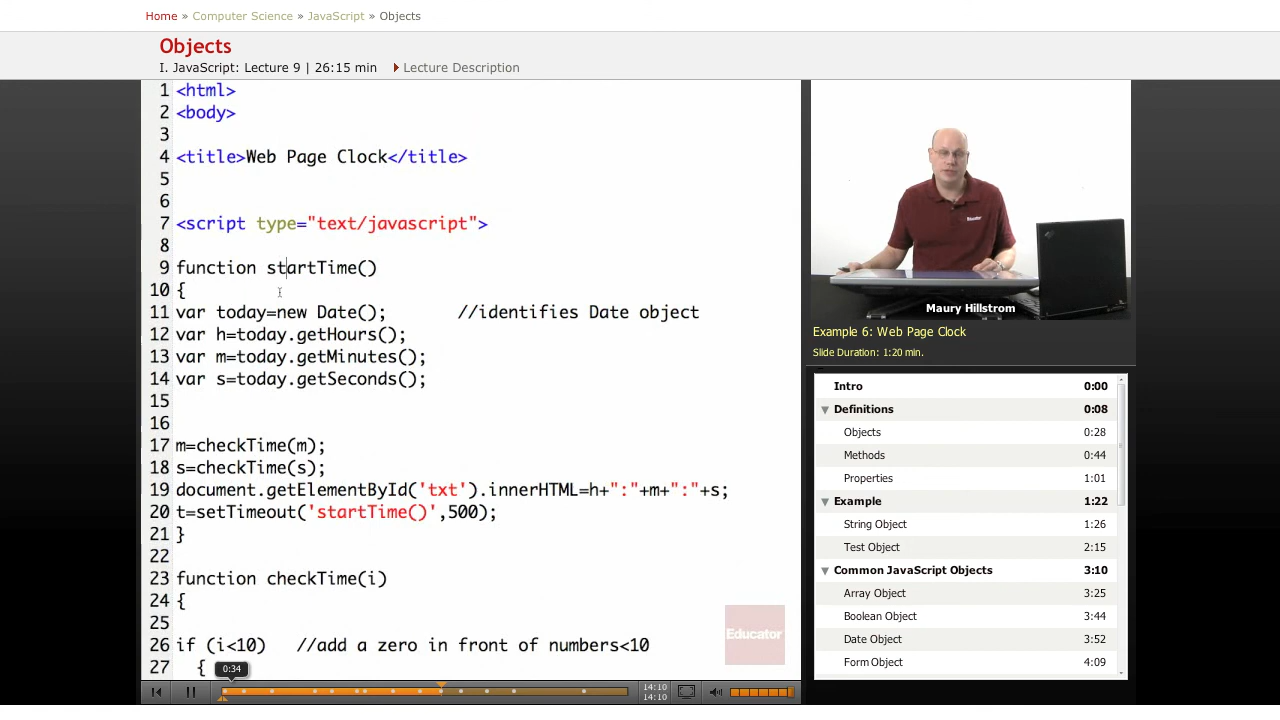 Home » Computer Science » JavaScript » Objects
Objects
I. JavaScript: Lecture 9 | 26:15 min Lecture Description
1 <html>
2 <body>
3
4 <title>Web Page Clock</title>
5
6
7 <script type="text/javascript">
8
9 function startTime()
10 {
11 var today=new Date(); //identifies Date object
12 var h=today.getHours();
13 var m=today.getMinutes();
14 var s=today.getSeconds();
15
16
17 m=checkTime(m);
18 s=checkTime(s);
19 document.getElementById('txt').innerHTML=h+":"+m+":"+s;
20 t=setTimeout('startTime()',500);
21 }
22
23 function checkTime(i)
24 {
25
26 if (i<10) //add a zero in front of numbers<10
27 {
Educator
0:34
14:10
14:10
Educator
Maury Hillstrom
Example 6: Web Page Clock
Slide Duration: 1:20 min.
Intro 0:00
Definitions 0:08
Objects 0:28
Methods 0:44
Properties 1:01
Example 1:22
String Object 1:26
Test Object 2:15
Common JavaScript Objects 3:10
Array Object 3:25
Boolean Object 3:44
Date Object 3:52
Form Object 4:09